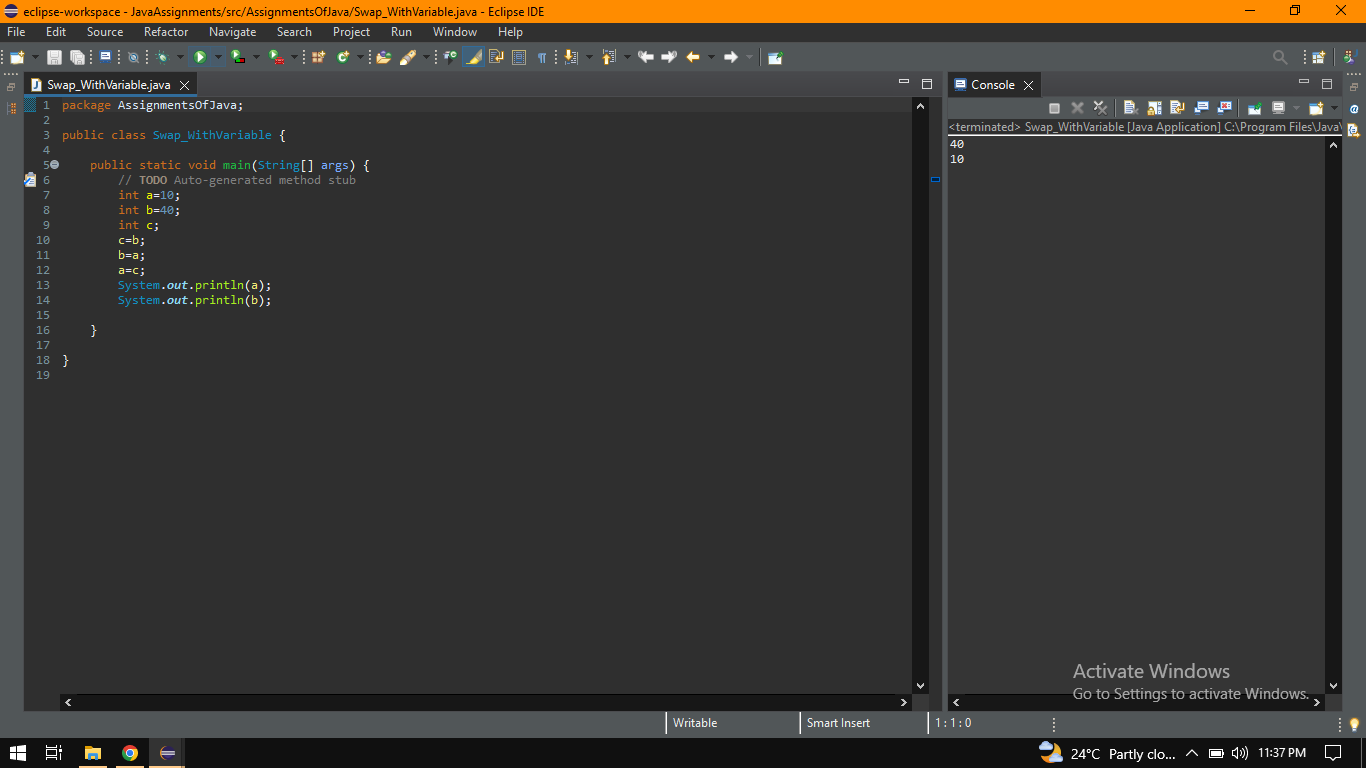 eclipse-workspace - JavaAssignments/src/AssignmentsOfJava/Swap_WithVariable.java - Eclipse IDE
File Edit Source Refactor Navigate Search Project Run Window Help
Swap_WithVariable.java
1 package AssignmentsOfJava;
2
3 public class Swap_WithVariable {
4
5 public static void main(String[] args) {
6 // TODO Auto-generated method stub
7 int a=10;
8 int b=40;
9 int c;
10 c=b;
11 b=a;
12 a=c;
13 System.out.println(a);
14 System.out.println(b);
15
16 }
17
18 }
19
Console
<terminated> Swap_WithVariable [Java Application] C:\Program Files\Java\
40
10
Activate Windows
Go to Settings to activate Windows.
Writable Smart Insert 1 : 1 : 0
24°C Partly clo... 11:37 PM